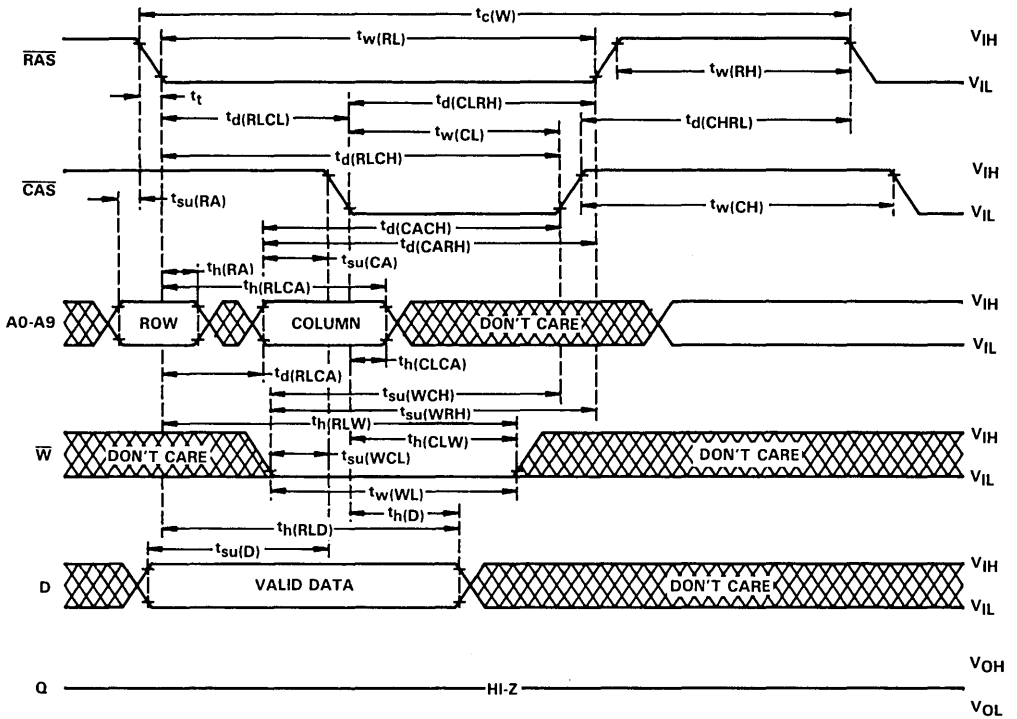 tc(W)
tw(RL)
VIH
RAS
tw(RH)
VIL
tt
td(CLRH)
td(RLCL)
tw(CL)
td(CHRL)
td(RLCH)
VIH
CAS
tsu(RA)
tw(CH)
VIL
td(CACH)
td(CARH)
tsu(CA)
th(RA)
th(RLCA)
VIH
A0-A9
ROW
COLUMN
DON'T CARE
VIL
th(CLCA)
td(RLCA)
tsu(WCH)
tsu(WRH)
th(RLW)
VIH
th(CLW)
W
DON'T CARE
tsu(WCL)
DON'T CARE
VIL
tw(WL)
th(D)
th(RLD)
tsu(D)
VIH
D
VALID DATA
DON'T CARE
VIL
VOH
Q
HI-Z
VOL